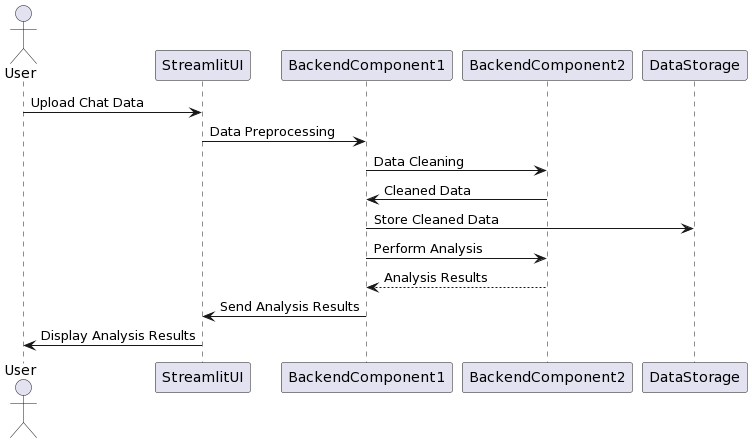 User
StreamlitUI
BackendComponent1
BackendComponent2
DataStorage
Upload Chat Data
Data Preprocessing
Data Cleaning
Cleaned Data
Store Cleaned Data
Perform Analysis
Analysis Results
Send Analysis Results
Display Analysis Results
User
StreamlitUI
BackendComponent1
BackendComponent2
DataStorage